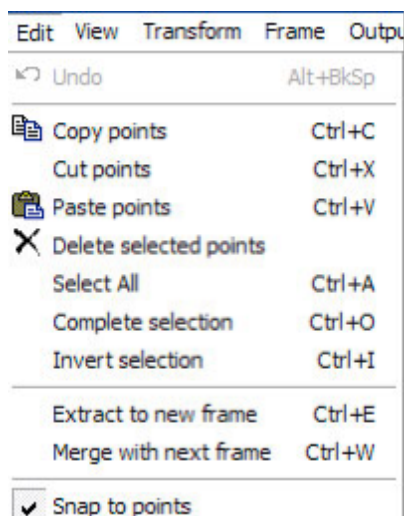 Edit View Transform Frame Outpu
Undo Alt+BkSp
Copy points Ctrl+C
Cut points Ctrl+X
Paste points Ctrl+V
Delete selected points
Select All Ctrl+A
Complete selection Ctrl+O
Invert selection Ctrl+I
Extract to new frame Ctrl+E
Merge with next frame Ctrl+W
Snap to points